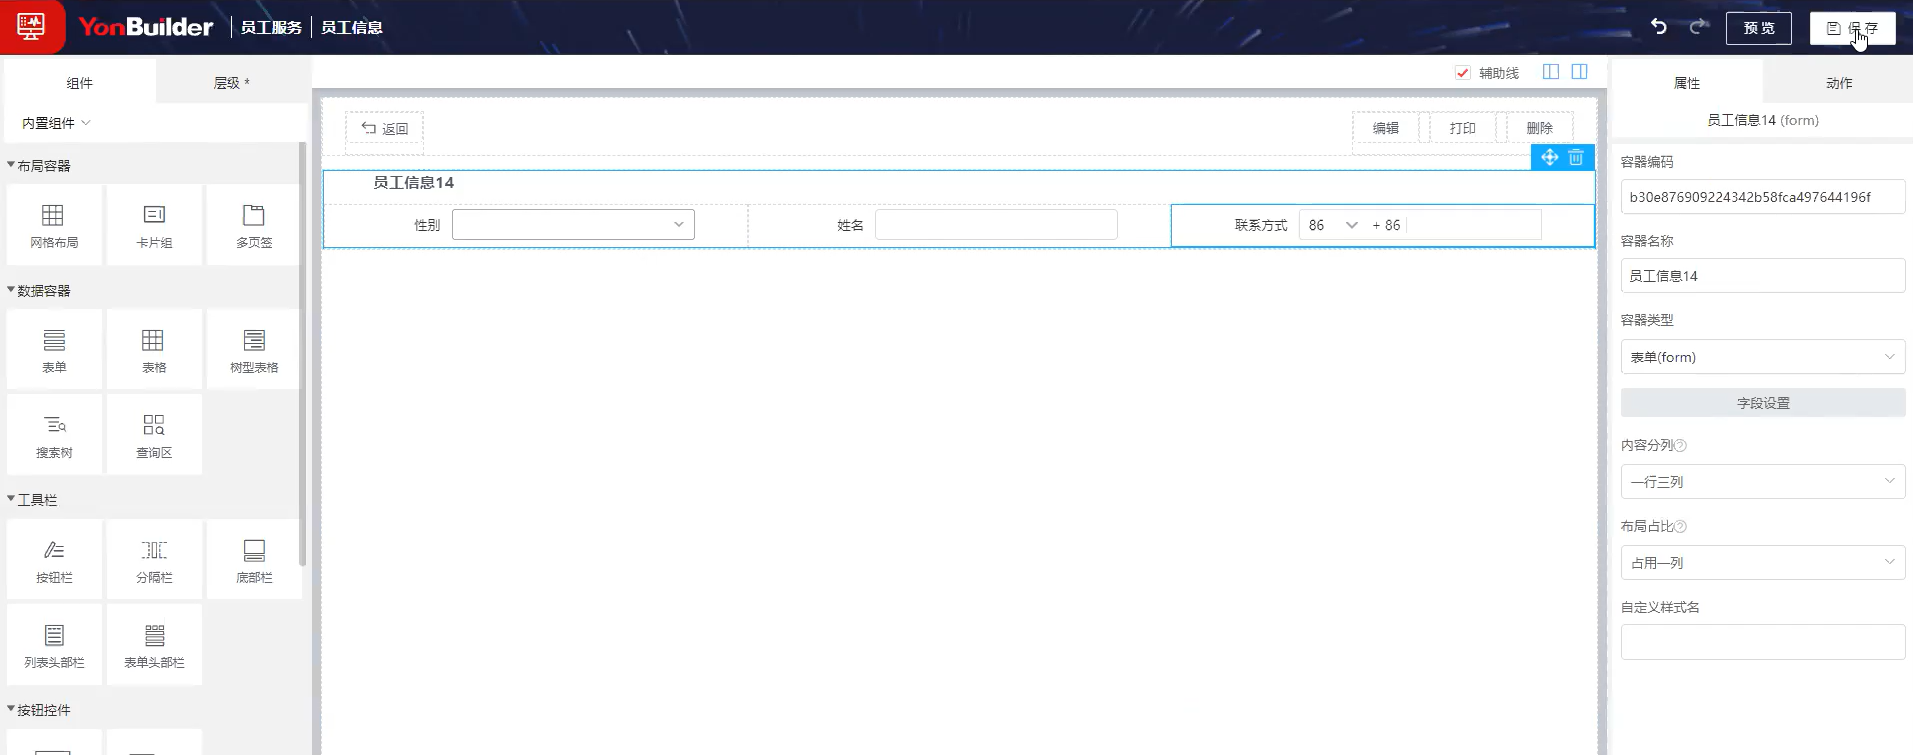 YonBuilder 员工服务 员工信息 预览 保存
组件 层级 * 辅助线 属性 动作
内置组件 员工信息14 (form)
返回 编辑 打印 删除
布局容器 容器编码
员工信息14 b30e876909224342b58fca497644196f
网格布局 卡片组 多页签 性别 姓名 联系方式 86 + 86
容器名称
数据容器 员工信息14
容器类型
表单 表格 树型表格 表单(form)
字段设置
搜索树 查询区 内容分列
一行三列
工具栏
布局占比
按钮栏 分隔栏 底部栏 占用一列
自定义样式名
列表头部栏 表单头部栏
按钮控件